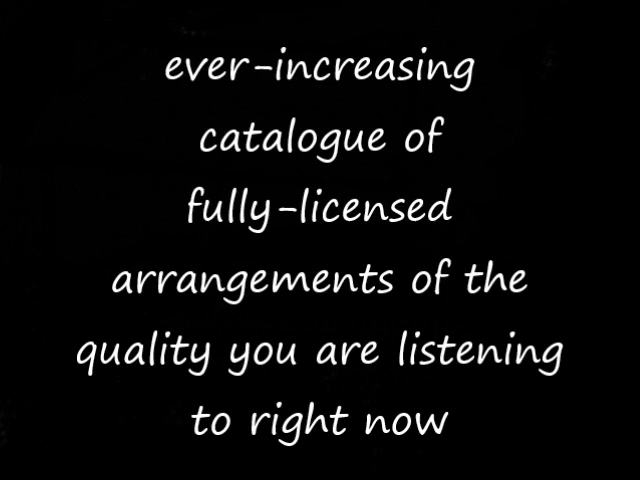 ever-increasing
catalogue of
fully-licensed
arrangements of the
quality you are listening
to right now